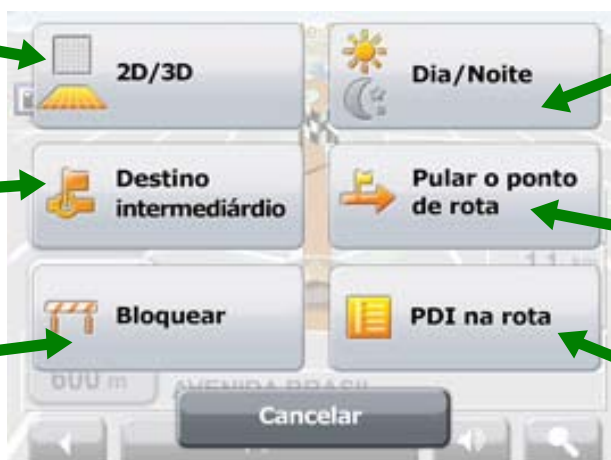 2D/3D
Dia/Noite
Destino
intermediárdio
Pular o ponto
de rota
Bloquear
PDI na rota
600 m
AVENIDA BRASIL
Cancelar